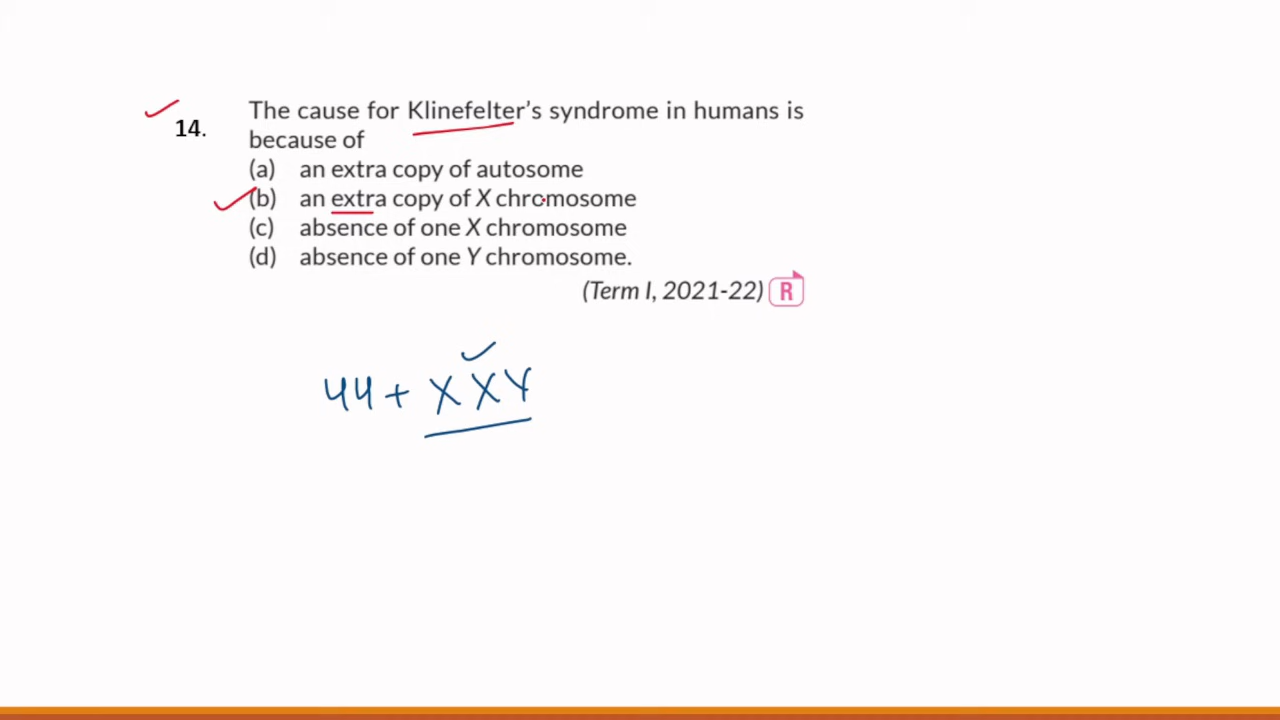 14. The cause for Klinefelter's syndrome in humans is
because of
(a) an extra copy of autosome
(b) an extra copy of X chromosome
(c) absence of one X chromosome
(d) absence of one Y chromosome.
(Term I, 2021-22) R
44 + XXY